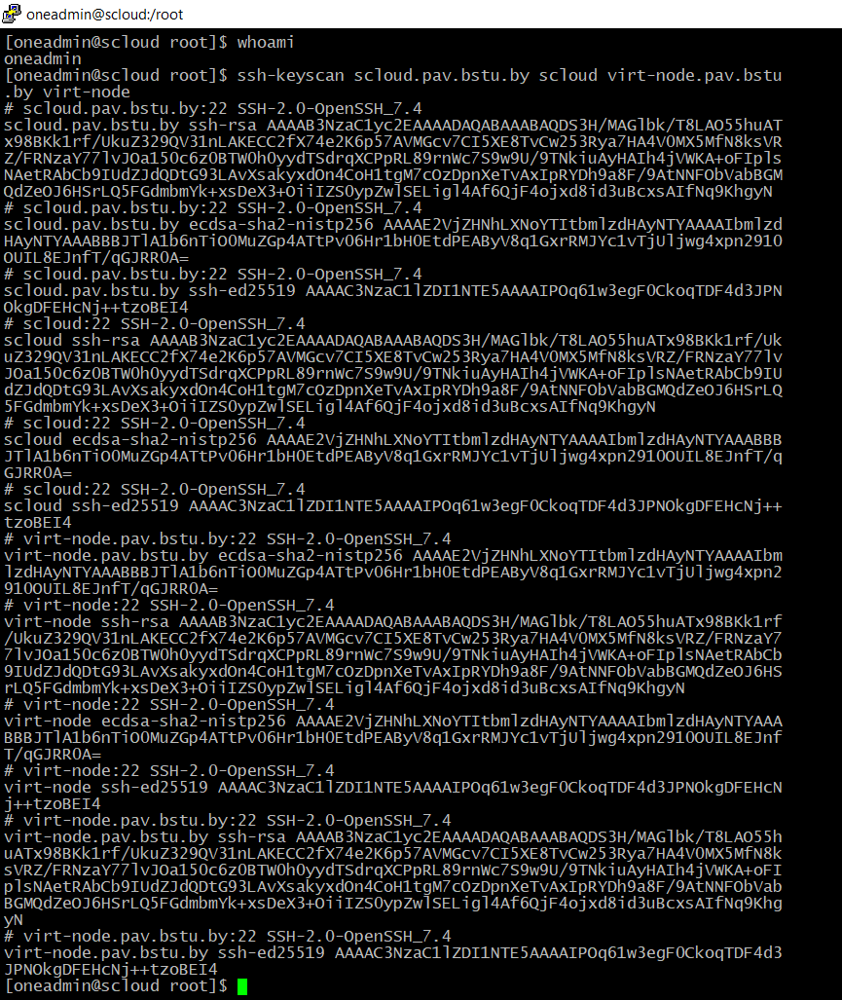 oneadmin@scloud:/root
[oneadmin@scloud root]$ whoami
oneadmin
[oneadmin@scloud root]$ ssh-keyscan scloud.pav.bstu.by scloud virt-node.pav.bstu
.by virt-node
# scloud.pav.bstu.by:22 SSH-2.0-OpenSSH_7.4
scloud.pav.bstu.by ssh-rsa AAAAB3NzaC1yc2EAAAADAQABAAABAQDS3H/MAGlbk/T8LAO55huAT
x98BKk1rf/UkuZ329QV31nLAKECC2fX74e2K6p57AVMGcv7CI5XE8TvCw253Rya7HA4V0MX5MfN8ksVR
Z/FRNzaY77lvJOa150c6z0BTW0h0yydTSdrqXCPpRL89rnWc7S9w9U/9TNkiuAyHAIh4jVWKA+oFIpls
NAetRAbCb9IUdZJdQDtG93LAvXsakyxdOn4CoH1tgM7cOzDpnXeTvAxIpRYDh9a8F/9AtNNFObVabBGM
QdZeOJ6HSrLQ5FGdmbmYk+xsDeX3+OiiIZS0ypZwlSELigl4Af6QjF4ojxd8id3uBcxsAIfNq9KhgyN
# scloud.pav.bstu.by:22 SSH-2.0-OpenSSH_7.4
scloud.pav.bstu.by ecdsa-sha2-nistp256 AAAAE2VjZHNhLXNoYTItbmlzdHAyNTYAAAAIbmlzd
HAyNTYAAABBBJTlA1b6nTiO0MuZGp4ATtPv06Hr1bH0EtdPEAByV8q1GxrRMJYc1vTjUljwg4xpn2910
OUIL8EJnfT/qGJRR0A=
# scloud.pav.bstu.by:22 SSH-2.0-OpenSSH_7.4
scloud.pav.bstu.by ssh-ed25519 AAAAC3NzaC1lZDI1NTE5AAAAIPOq61w3egF0CkoqTDF4d3JPN
OkgDFEHcNj++tzoBEI4
# scloud:22 SSH-2.0-OpenSSH_7.4
scloud ssh-rsa AAAAB3NzaC1yc2EAAAADAQABAAABAQDS3H/MAGlbk/T8LAO55huATx98BKk1rf/Uk
uZ329QV31nLAKECC2fX74e2K6p57AVMGcv7CI5XE8TvCw253Rya7HA4V0MX5MfN8ksVRZ/FRNzaY77lv
JOa150c6z0BTW0h0yydTSdrqXCPpRL89rnWc7S9w9U/9TNkiuAyHAIh4jVWKA+oFIplsNAetRAbCb9IU
dZJdQDtG93LAvXsakyxdOn4CoH1tgM7cOzDpnXeTvAxIpRYDh9a8F/9AtNNFObVabBGMQdZeOJ6HSrLQ
5FGdmbmYk+xsDeX3+OiiIZS0ypZwlSELigl4Af6QjF4ojxd8id3uBcxsAIfNq9KhgyN
# scloud:22 SSH-2.0-OpenSSH_7.4
scloud ecdsa-sha2-nistp256 AAAAE2VjZHNhLXNoYTItbmlzdHAyNTYAAAAIbmlzdHAyNTYAAABBB
JTlA1b6nTiO0MuZGp4ATtPv06Hr1bH0EtdPEAByV8q1GxrRMJYc1vTjUljwg4xpn2910OUIL8EJnfT/q
GJRR0A=
# scloud:22 SSH-2.0-OpenSSH_7.4
scloud ssh-ed25519 AAAAC3NzaC1lZDI1NTE5AAAAIPOq61w3egF0CkoqTDF4d3JPNOkgDFEHcNj++
tzoBEI4
# virt-node.pav.bstu.by:22 SSH-2.0-OpenSSH_7.4
virt-node.pav.bstu.by ecdsa-sha2-nistp256 AAAAE2VjZHNhLXNoYTItbmlzdHAyNTYAAAAIbm
lzdHAyNTYAAABBBJTlA1b6nTiO0MuZGp4ATtPv06Hr1bH0EtdPEAByV8q1GxrRMJYc1vTjUljwg4xpn2
910OUIL8EJnfT/qGJRR0A=
# virt-node:22 SSH-2.0-OpenSSH_7.4
virt-node ssh-rsa AAAAB3NzaC1yc2EAAAADAQABAAABAQDS3H/MAGlbk/T8LAO55huATx98BKk1rf
/UkuZ329QV31nLAKECC2fX74e2K6p57AVMGcv7CI5XE8TvCw253Rya7HA4V0MX5MfN8ksVRZ/FRNzaY7
7lvJOa150c6z0BTW0h0yydTSdrqXCPpRL89rnWc7S9w9U/9TNkiuAyHAIh4jVWKA+oFIplsNAetRAbCb
9IUdZJdQDtG93LAvXsakyxdOn4CoH1tgM7cOzDpnXeTvAxIpRYDh9a8F/9AtNNFObVabBGMQdZeOJ6HS
rLQ5FGdmbmYk+xsDeX3+OiiIZS0ypZwlSELigl4Af6QjF4ojxd8id3uBcxsAIfNq9KhgyN
# virt-node:22 SSH-2.0-OpenSSH_7.4
virt-node ecdsa-sha2-nistp256 AAAAE2VjZHNhLXNoYTItbmlzdHAyNTYAAAAIbmlzdHAyNTYAAA
BBBJTlA1b6nTiO0MuZGp4ATtPv06Hr1bH0EtdPEAByV8q1GxrRMJYc1vTjUljwg4xpn2910OUIL8EJnf
T/qGJRR0A=
# virt-node:22 SSH-2.0-OpenSSH_7.4
virt-node ssh-ed25519 AAAAC3NzaC1lZDI1NTE5AAAAIPOq61w3egF0CkoqTDF4d3JPNOkgDFEHcN
j++tzoBEI4
# virt-node.pav.bstu.by:22 SSH-2.0-OpenSSH_7.4
virt-node.pav.bstu.by ssh-rsa AAAAB3NzaC1yc2EAAAADAQABAAABAQDS3H/MAGlbk/T8LAO55h
uATx98BKk1rf/UkuZ329QV31nLAKECC2fX74e2K6p57AVMGcv7CI5XE8TvCw253Rya7HA4V0MX5MfN8k
sVRZ/FRNzaY77lvJOa150c6z0BTW0h0yydTSdrqXCPpRL89rnWc7S9w9U/9TNkiuAyHAIh4jVWKA+oFI
plsNAetRAbCb9IUdZJdQDtG93LAvXsakyxdOn4CoH1tgM7cOzDpnXeTvAxIpRYDh9a8F/9AtNNFObVab
BGMQdZeOJ6HSrLQ5FGdmbmYk+xsDeX3+OiiIZS0ypZwlSELigl4Af6QjF4ojxd8id3uBcxsAIfNq9Khg
yN
# virt-node.pav.bstu.by:22 SSH-2.0-OpenSSH_7.4
virt-node.pav.bstu.by ssh-ed25519 AAAAC3NzaC1lZDI1NTE5AAAAIPOq61w3egF0CkoqTDF4d3
JPNOkgDFEHcNj++tzoBEI4
[oneadmin@scloud root]$